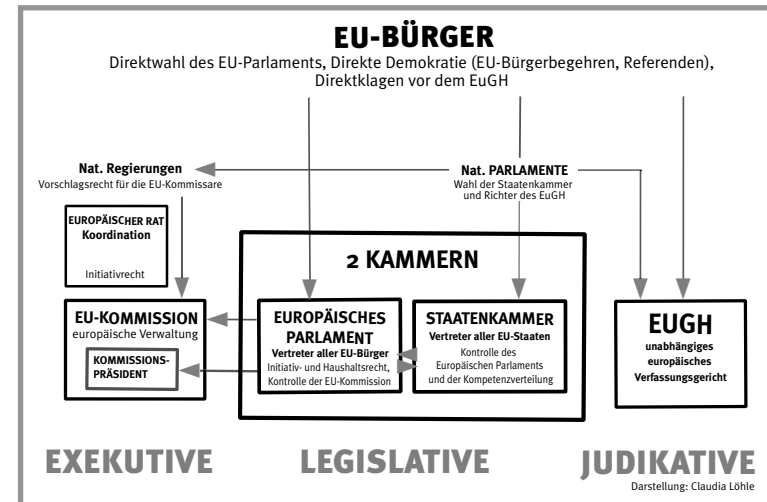 EU-BÜRGER
Direktwahl des EU-Parlaments, Direkte Demokratie (EU-Bürgerbegehren, Referenden),
Direktklagen vor dem EuGH
Nat. Regierungen
Vorschlagsrecht für die EU-Kommissare
Nat. PARLAMENTE
Wahl der Staatenkammer
und Richter des EuGH
EUROPÄISCHER RAT
Koordination
Initiativrecht
2 KAMMERN
EU-KOMMISSION
europäische Verwaltung
KOMMISSIONS-
PRÄSIDENT
EUROPÄISCHES
PARLAMENT
Vertreter aller EU-Bürger
Initiativ- und Haushaltsrecht,
Kontrolle der EU-Kommission
STAATENKAMMER
Vertreter aller EU-Staaten
Kontrolle des
Europäischen Parlaments
und der Kompetenzverteilung
EUGH
unabhängiges
europäisches
Verfassungsgericht
EXEKUTIVE
LEGISLATIVE
JUDIKATIVE
Darstellung: Claudia Löhle